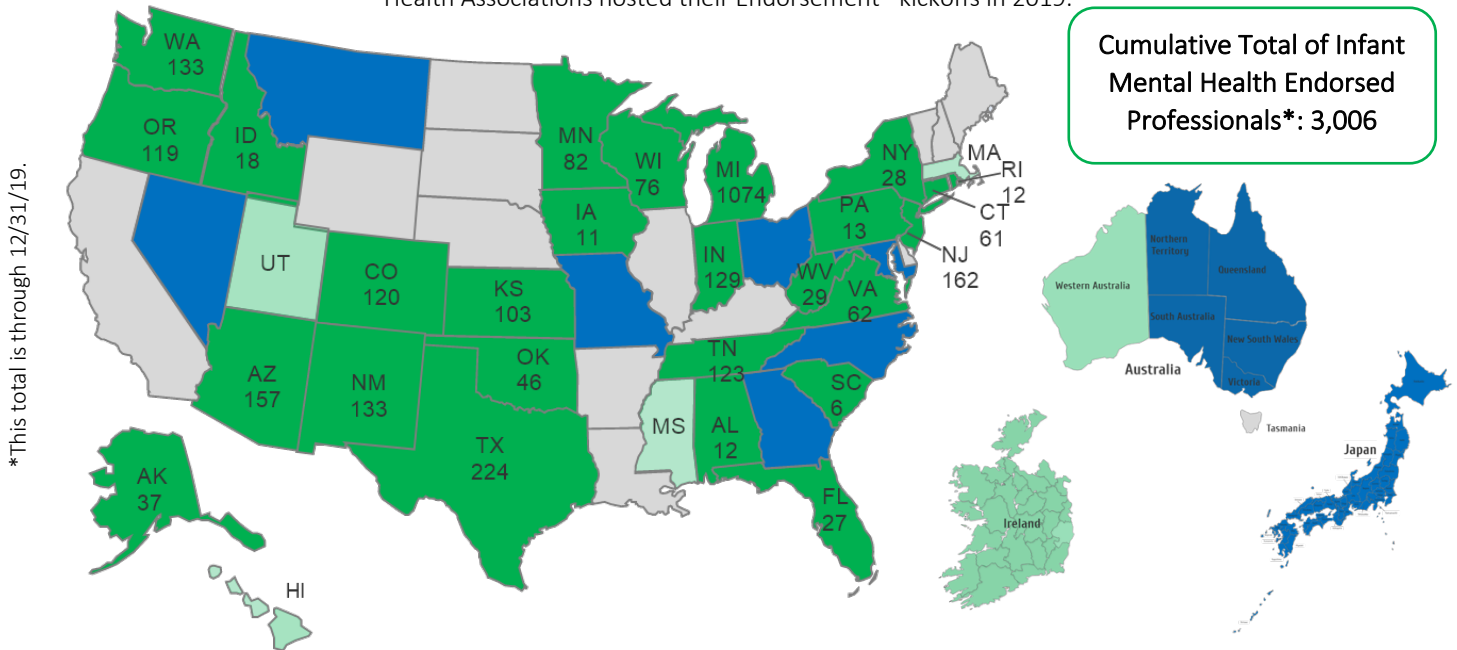 Health Associations hosted their Endorsement® kickoffs in 2019.
Cumulative Total of Infant
Mental Health Endorsed
Professionals*: 3,006
*This total is through 12/31/19.
WA
133
OR
119
ID
18
MN
82
WI
76
MI
1074
NY
28
MA
RI
12
CT
61
NJ
162
PA
13
IA
11
UT
CO
120
KS
103
IN
129
WV
29
VA
62
AZ
157
NM
133
OK
46
TN
123
SC
6
TX
224
MS
AL
12
FL
27
AK
37
HI
Northern
Territory
Queensland
Western Australia
South Australia
New South Wales
Victoria
Australia
Tasmania
Japan
Ireland